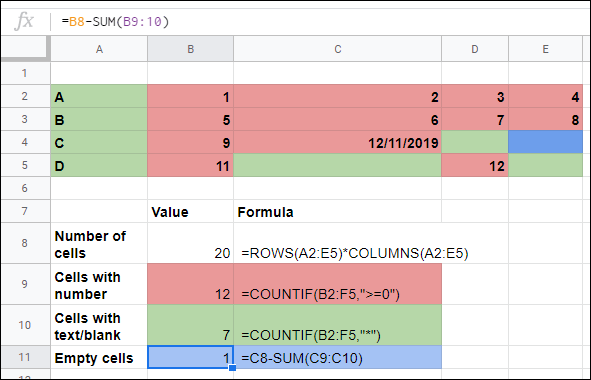 fx =B8-SUM(B9:10)
A B C D E
1
2 A 1 2 3 4
3 B 5 6 7 8
4 C 9 12/11/2019
5 D 11 12
6
7 Value Formula
Number of
8 cells 20 =ROWS(A2:E5)*COLUMNS(A2:E5)
Cells with
9 number 12 =COUNTIF(B2:F5,">=0")
Cells with
10 text/blank 7 =COUNTIF(B2:F5,"*")
11 Empty cells 1 =C8-SUM(C9:C10)